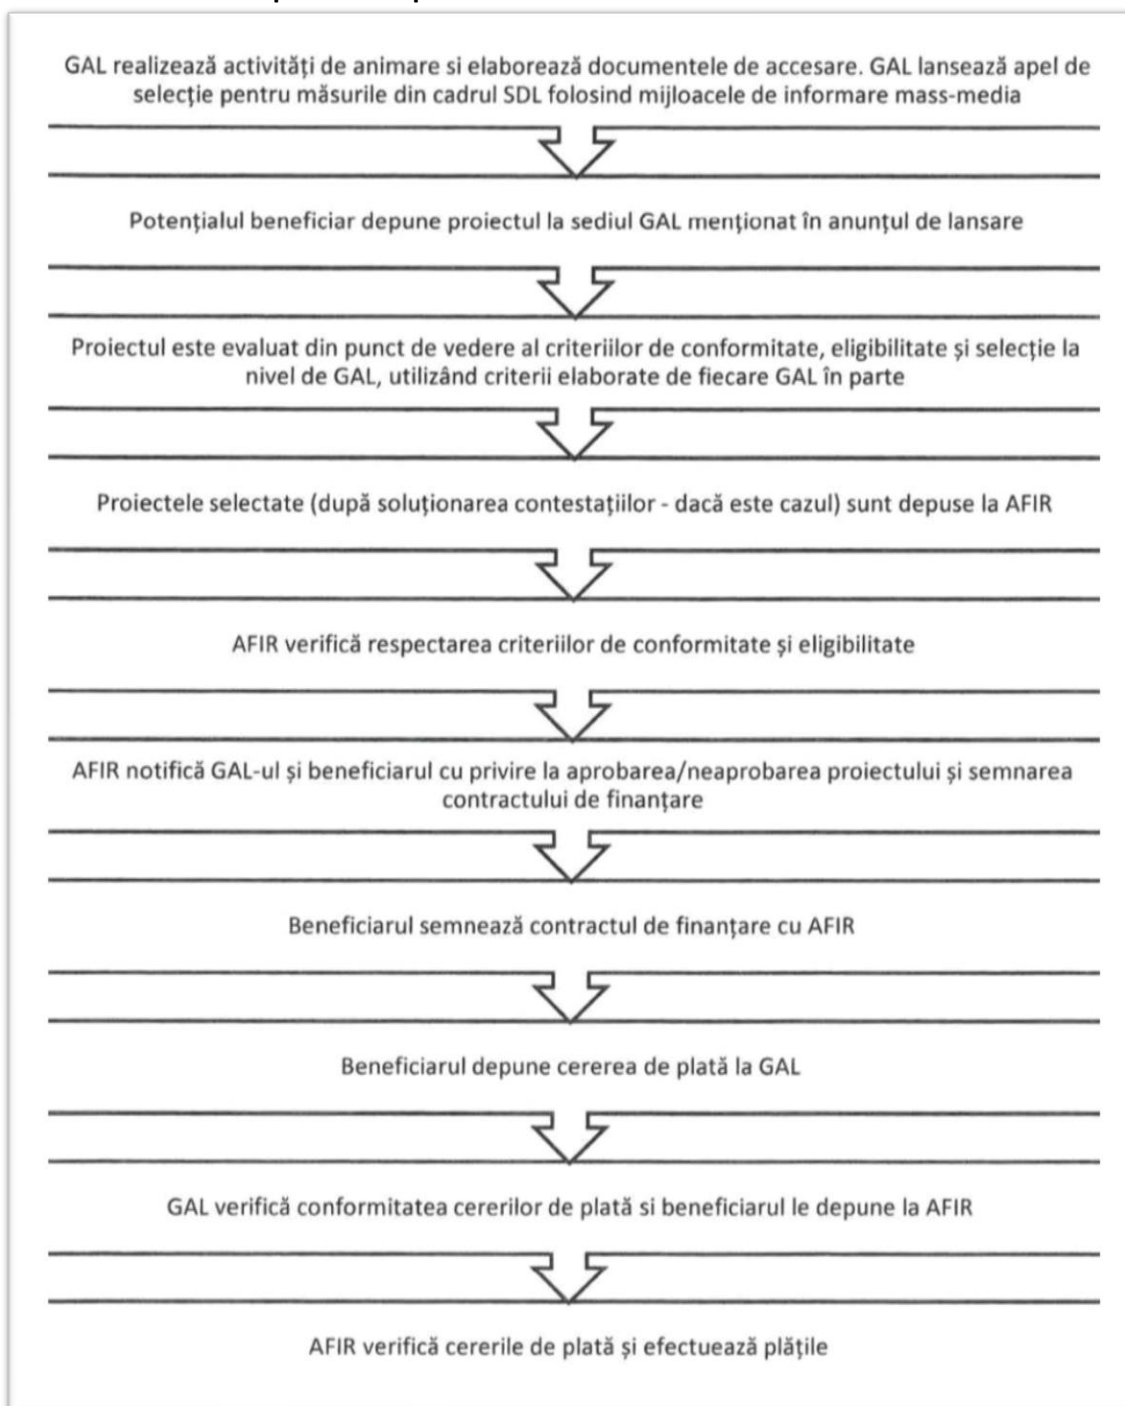 GAL realizează activități de animare si elaborează documentele de accesare. GAL lansează apel de
selecție pentru măsurile din cadrul SDL folosind mijloacele de informare mass-media
Potențialul beneficiar depune proiectul la sediul GAL menționat în anunțul de lansare
Proiectul este evaluat din punct de vedere al criteriilor de conformitate, eligibilitate și selecție la
nivel de GAL, utilizând criterii elaborate de fiecare GAL în parte
Proiectele selectate (după soluționarea contestațiilor - dacă este cazul) sunt depuse la AFIR
AFIR verifică respectarea criteriilor de conformitate și eligibilitate
AFIR notifică GAL-ul și beneficiarul cu privire la aprobarea/neaprobarea proiectului și semnarea
contractului de finanțare
Beneficiarul semnează contractul de finanțare cu AFIR
Beneficiarul depune cererea de plată la GAL
GAL verifică conformitatea cererilor de plată si beneficiarul le depune la AFIR
AFIR verifică cererile de plată și efectuează plățile